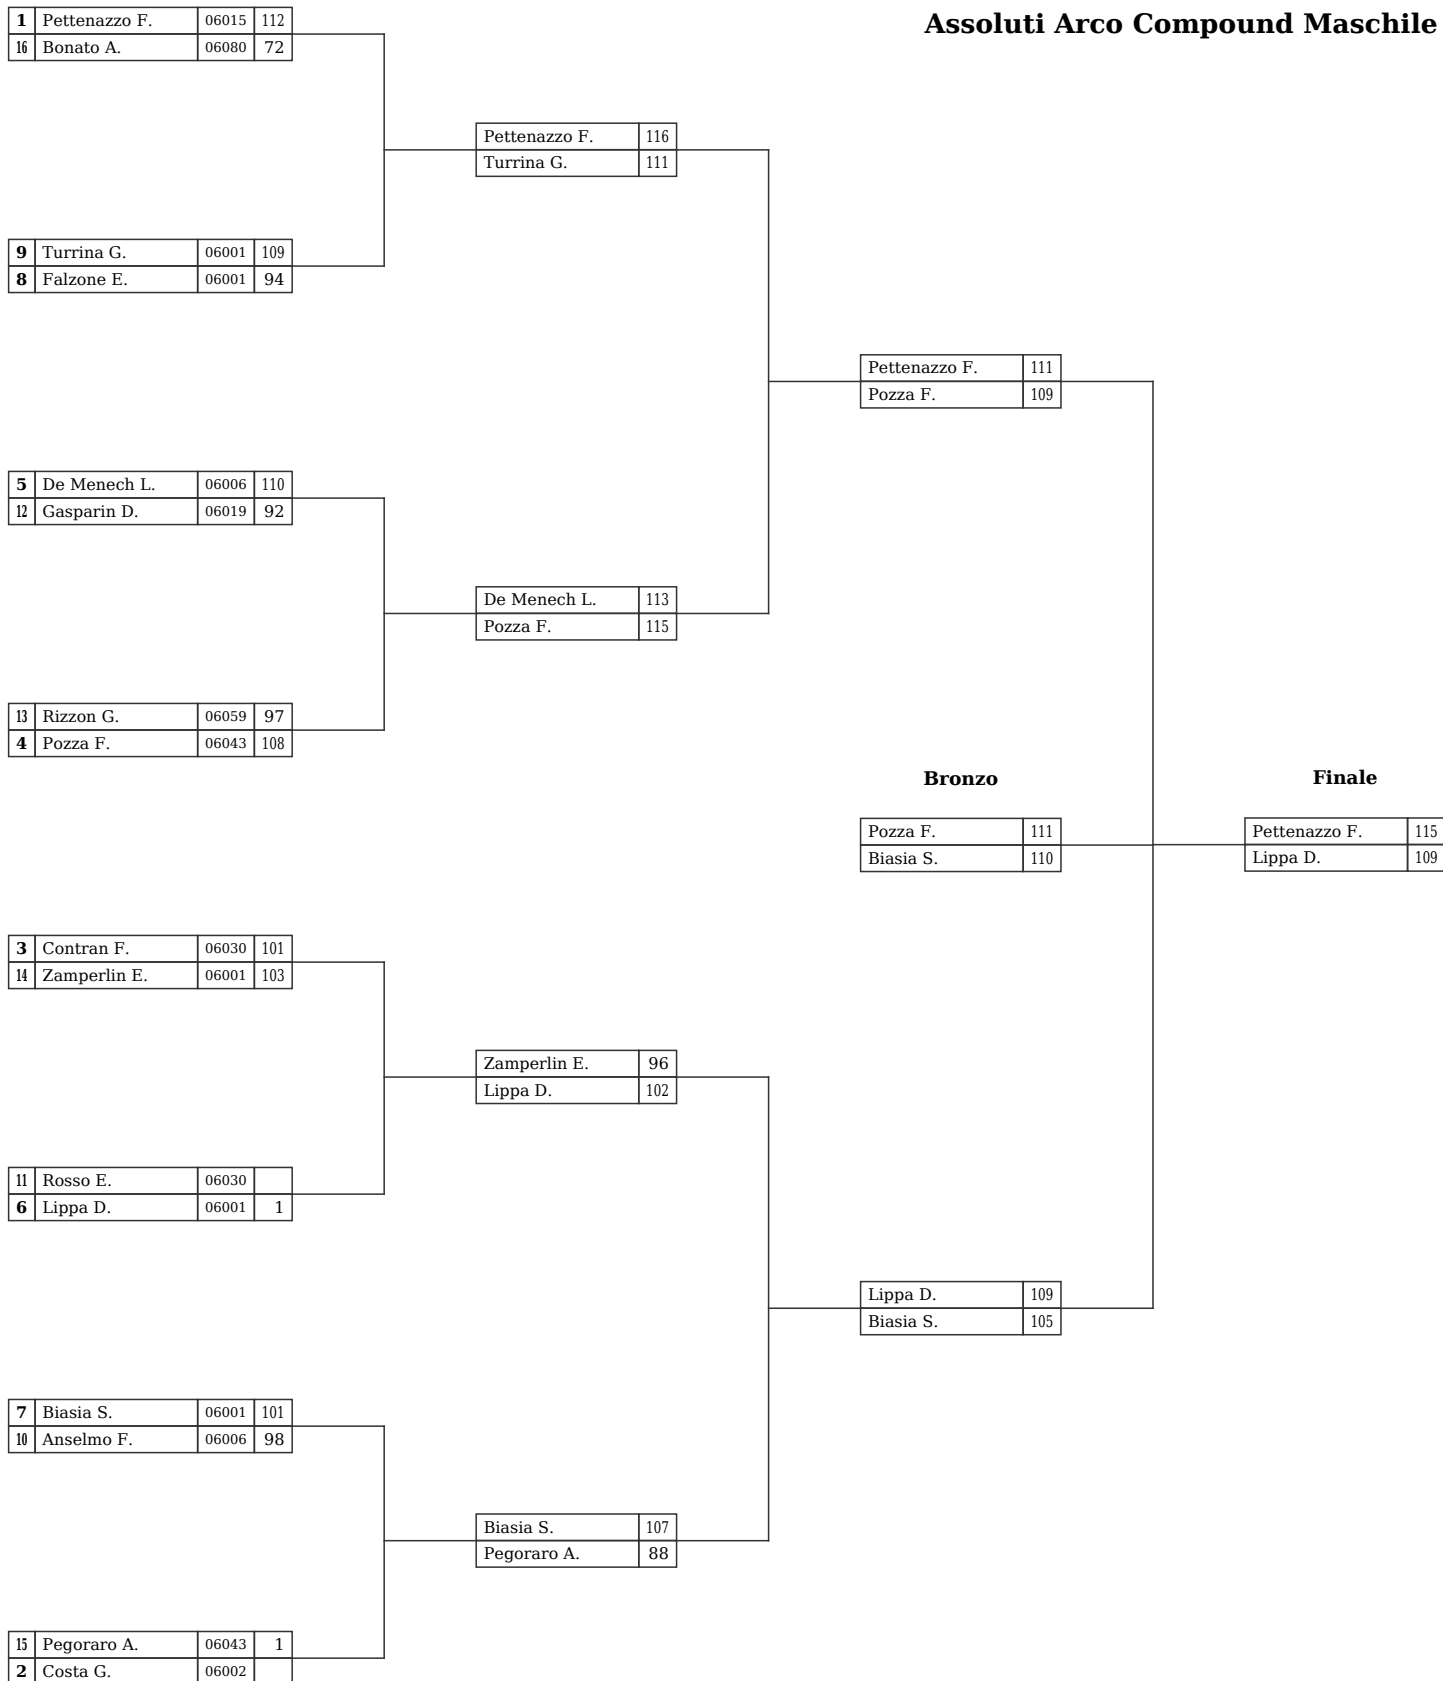 Assoluti Arco Compound Maschile
1 Pettenazzo F. 06015 112
16 Bonato A. 06080 72
Pettenazzo F. 116
Turrina G. 111
9 Turrina G. 06001 109
8 Falzone E. 06001 94
Pettenazzo F. 111
Pozza F. 109
5 De Menech L. 06006 110
12 Gasparin D. 06019 92
De Menech L. 113
Pozza F. 115
13 Rizzon G. 06059 97
4 Pozza F. 06043 108
Bronzo
Finale
Pozza F. 111
Biasia S. 110
Pettenazzo F. 115
Lippa D. 109
3 Contran F. 06030 101
14 Zamperlin E. 06001 103
Zamperlin E. 96
Lippa D. 102
11 Rosso E. 06030
6 Lippa D. 06001 1
Lippa D. 109
Biasia S. 105
7 Biasia S. 06001 101
10 Anselmo F. 06006 98
Biasia S. 107
Pegoraro A. 88
15 Pegoraro A. 06043 1
2 Costa G. 06002